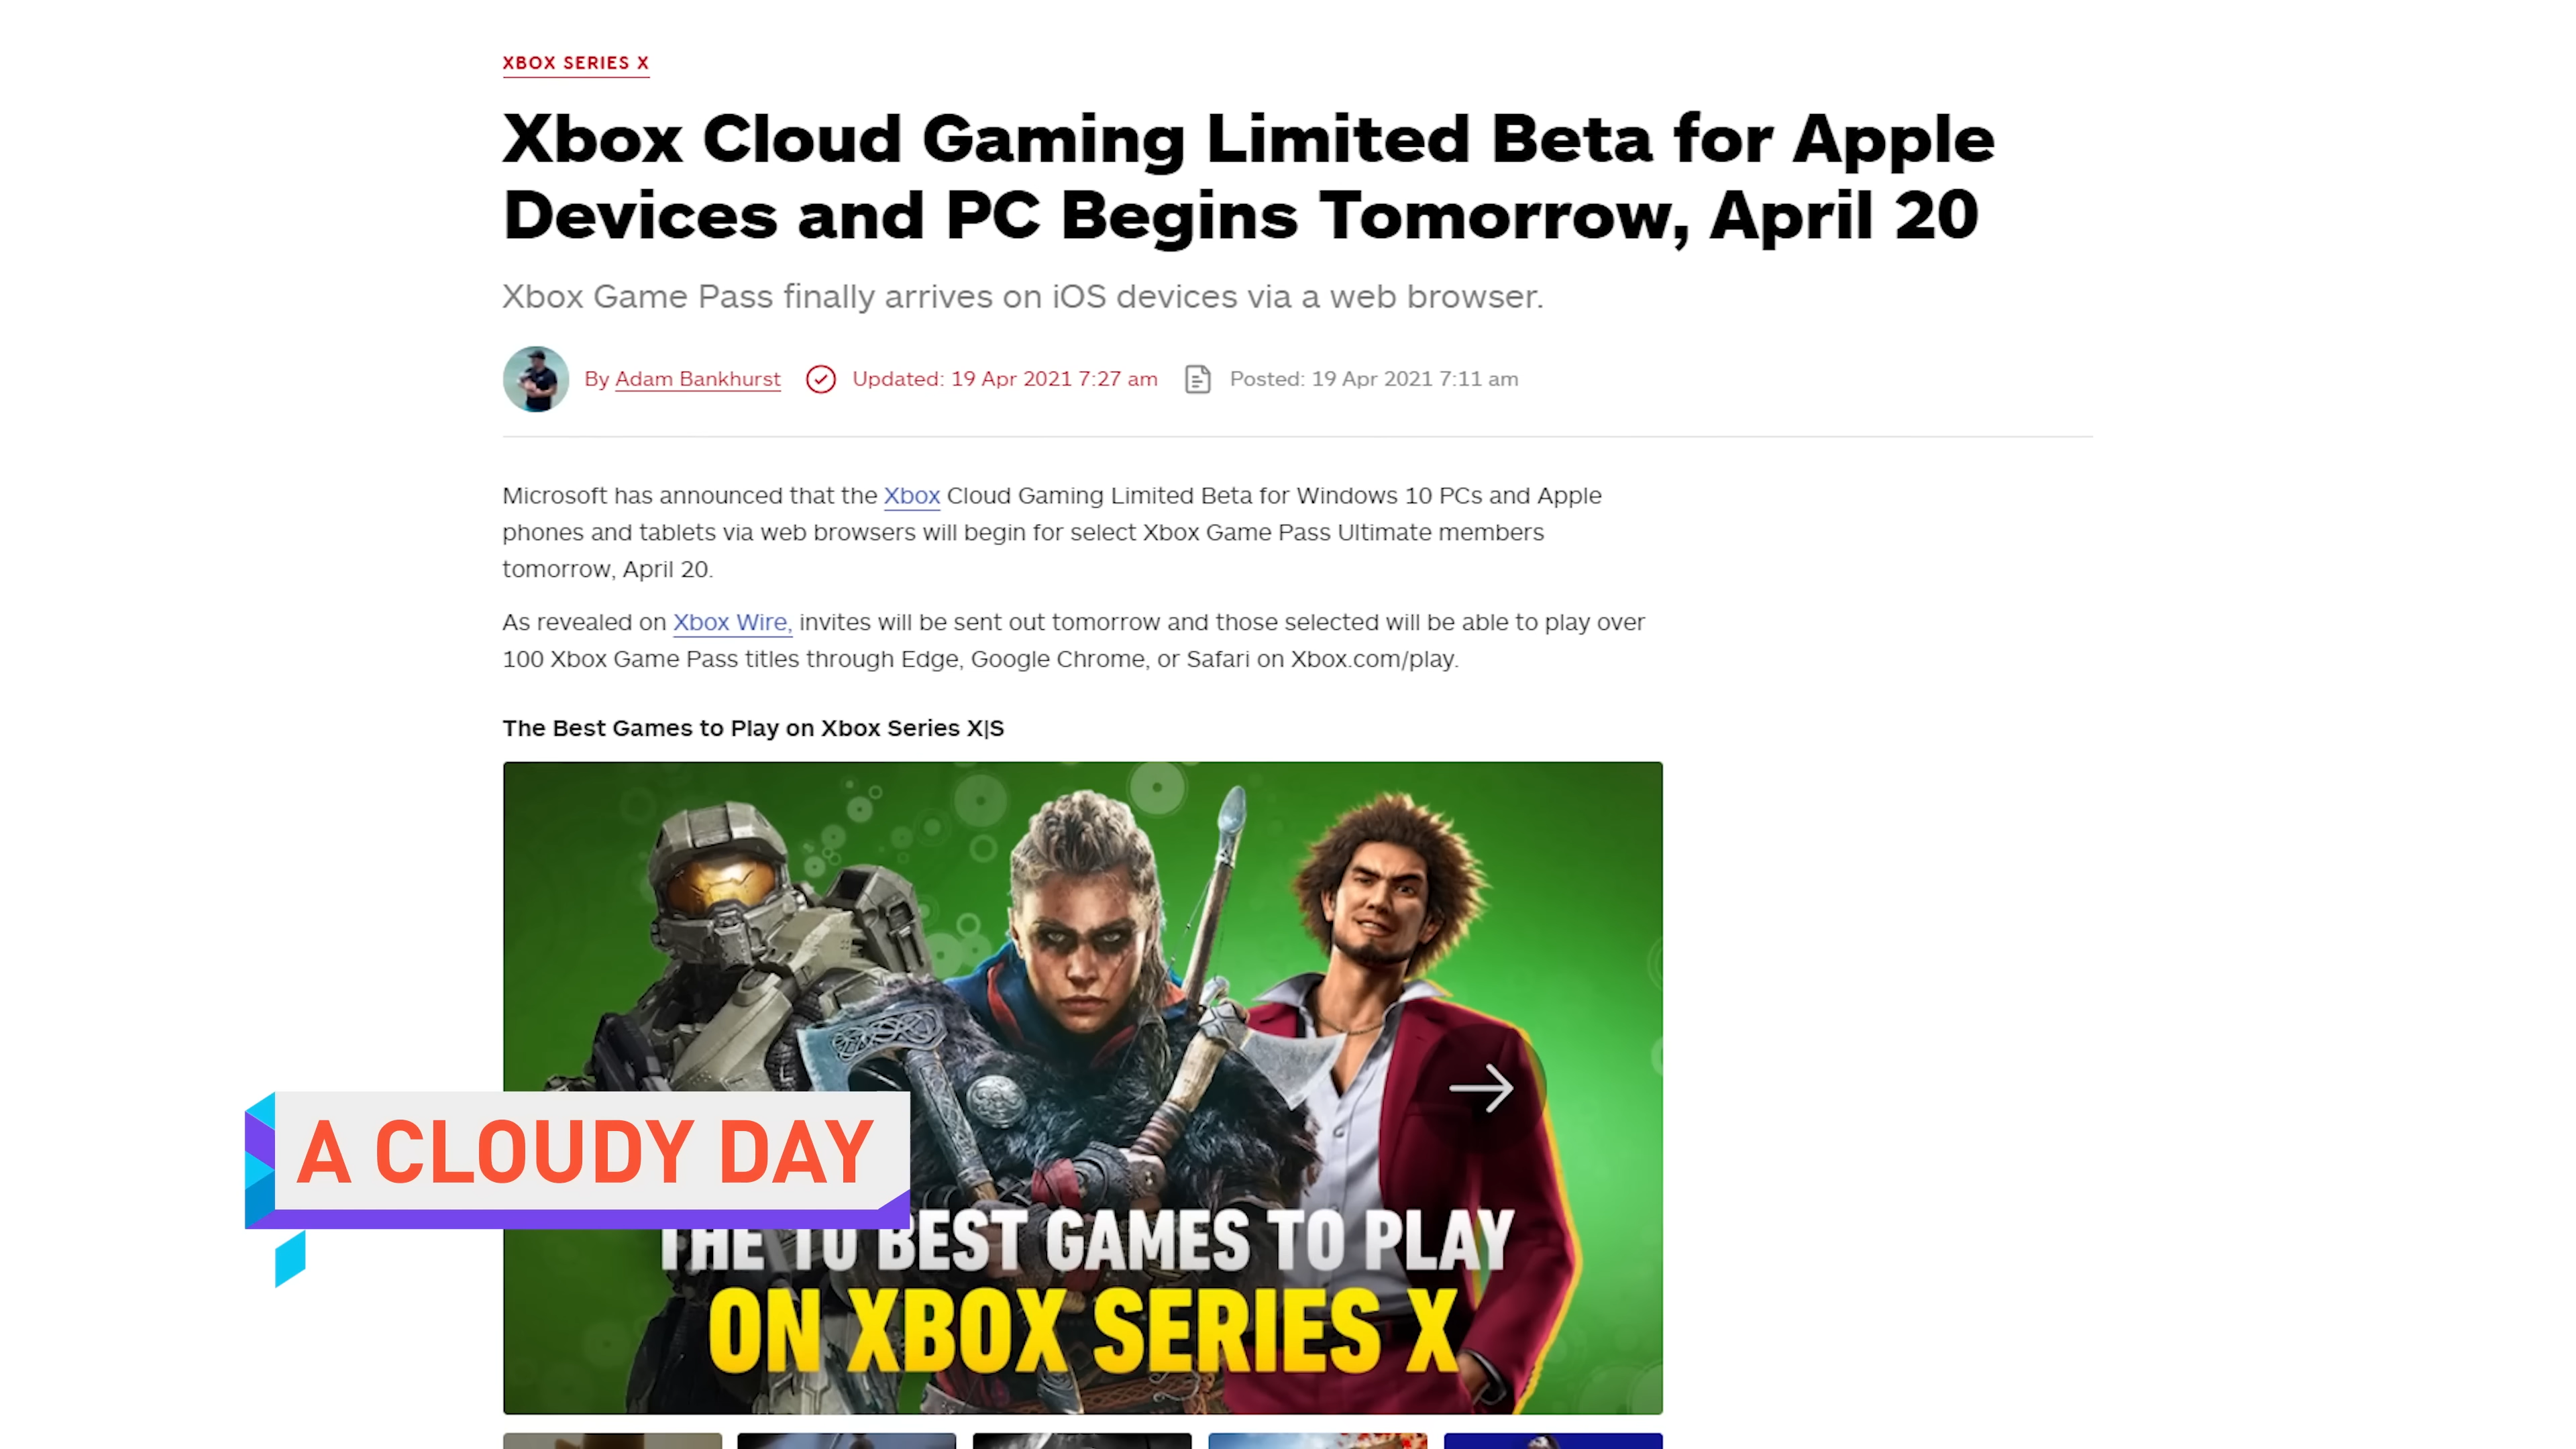 XBOX SERIES X
Xbox Cloud Gaming Limited Beta for Apple
Devices and PC Begins Tomorrow, April 20
Xbox Game Pass finally arrives on iOS devices via a web browser.
By Adam Bankhurst Updated: 19 Apr 2021 7:27 am Posted: 19 Apr 2021 7:11 am
Microsoft has announced that the Xbox Cloud Gaming Limited Beta for Windows 10 PCs and Apple
phones and tablets via web browsers will begin for select Xbox Game Pass Ultimate members
tomorrow, April 20.
As revealed on Xbox Wire, invites will be sent out tomorrow and those selected will be able to play over
100 Xbox Game Pass titles through Edge, Google Chrome, or Safari on Xbox.com/play.
The Best Games to Play on Xbox Series X|S
A CLOUDY DAY
THE 10 BEST GAMES TO PLAY
ON XBOX SERIES X